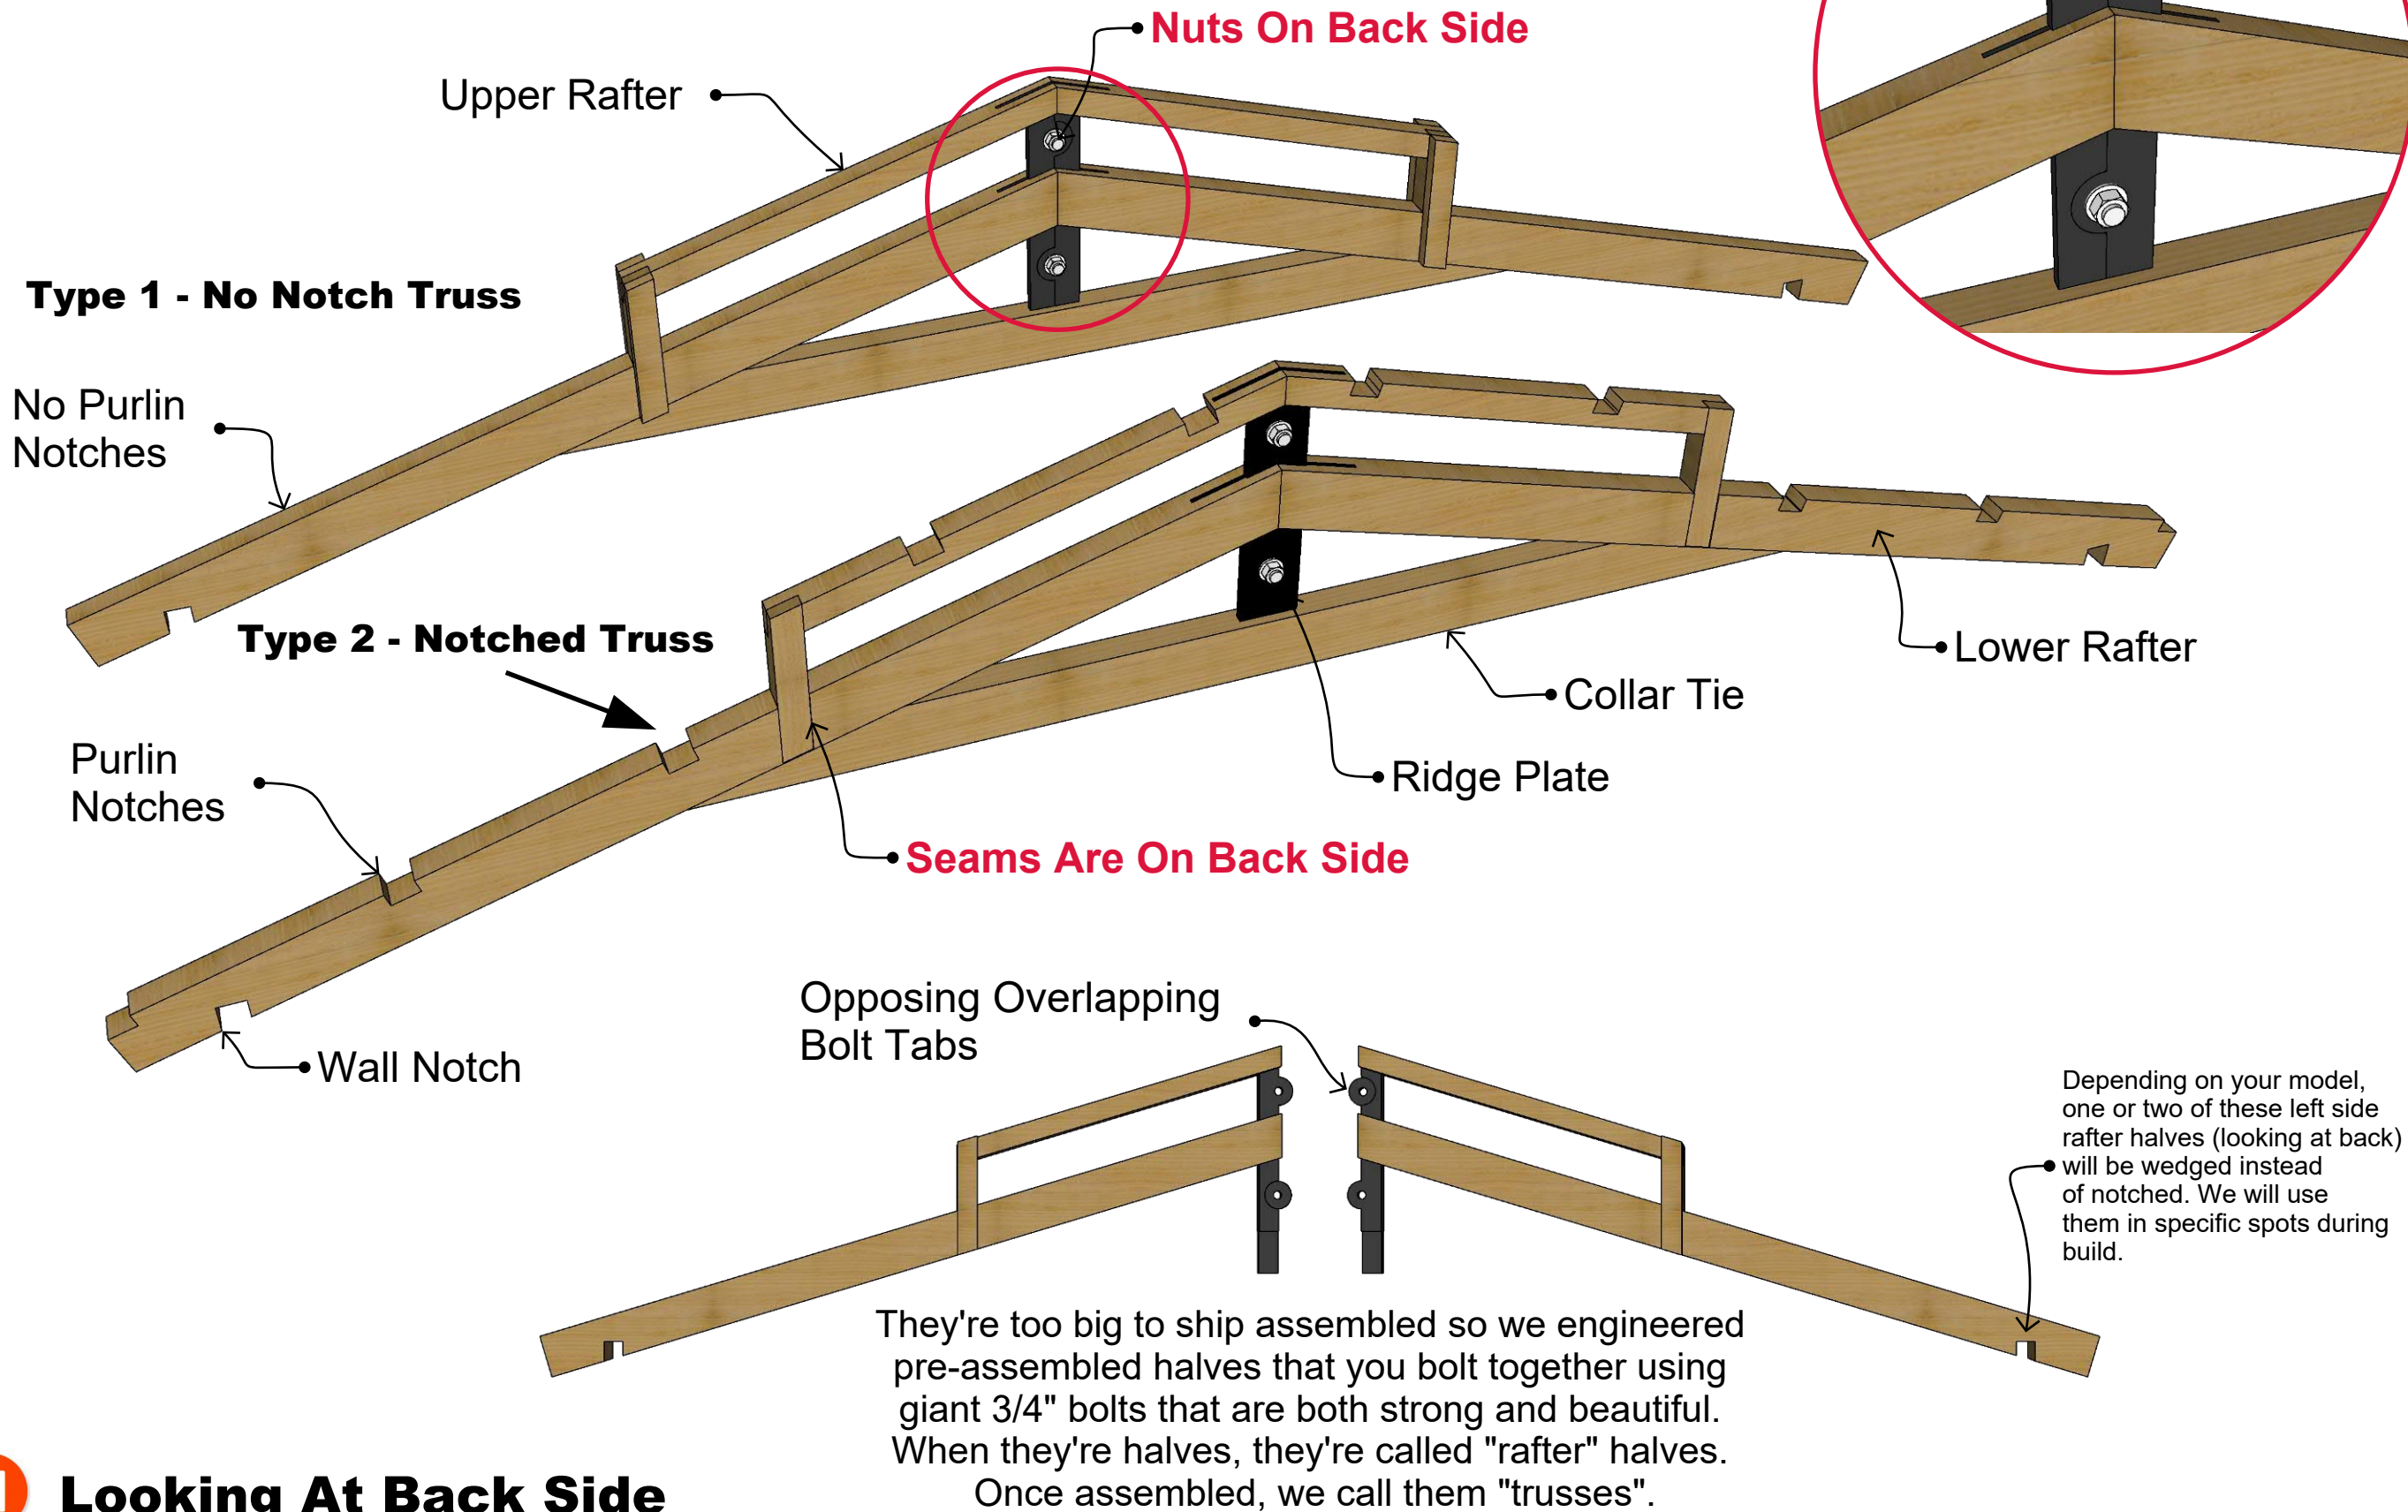 Nuts On Back Side
Upper Rafter
Type 1 - No Notch Truss
No Purlin
Notches
Type 2 - Notched Truss
Lower Rafter
Collar Tie
Purlin
Notches
Ridge Plate
Seams Are On Back Side
Opposing Overlapping
Bolt Tabs
Wall Notch
Depending on your model,
one or two of these left side
rafter halves (looking at back)
will be wedged instead
of notched. We will use
them in specific spots during
build.
They're too big to ship assembled so we engineered
pre-assembled halves that you bolt together using
giant 3/4" bolts that are both strong and beautiful.
When they're halves, they're called "rafter" halves.
Once assembled, we call them "trusses".
Looking At Back Side